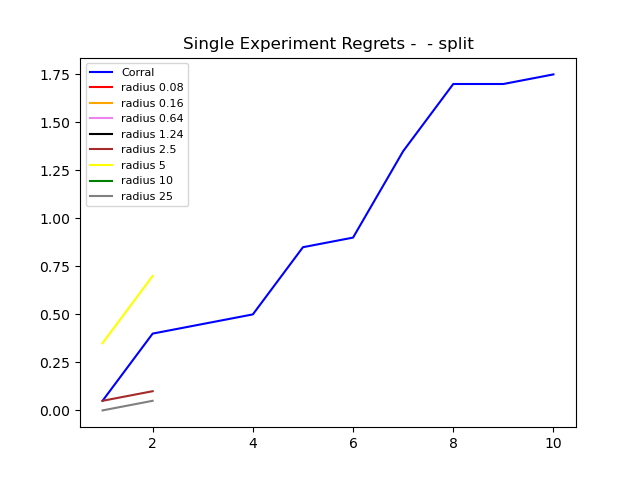 Single Experiment Regrets -  - split
Corral
radius 0.08
radius 0.16
radius 0.64
radius 1.24
radius 2.5
radius 5
radius 10
radius 25
1.75
1.50
1.25
1.00
0.75
0.50
0.25
0.00
2 4 6 8 10